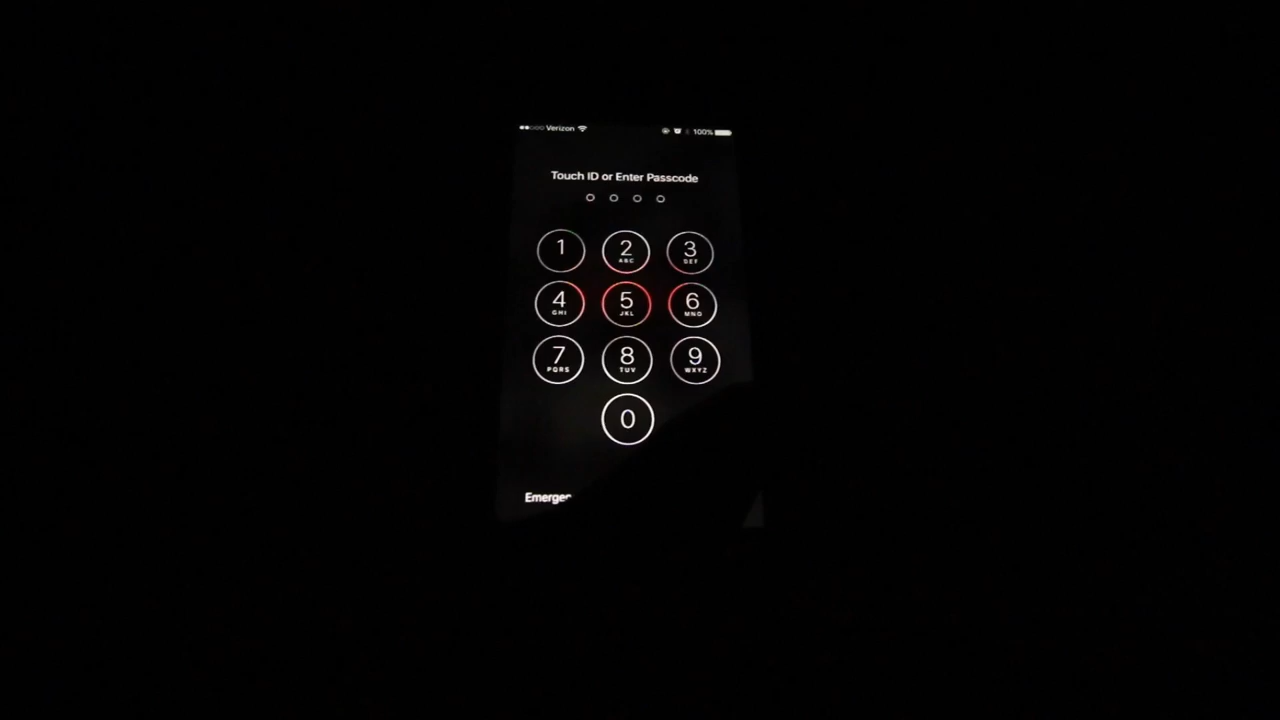 Verizon 100%
Touch ID or Enter Passcode
1 2 ABC 3 DEF
4 GHI 5 JKL 6 MNO
7 PQRS 8 TUV 9 WXYZ
0
Emergen